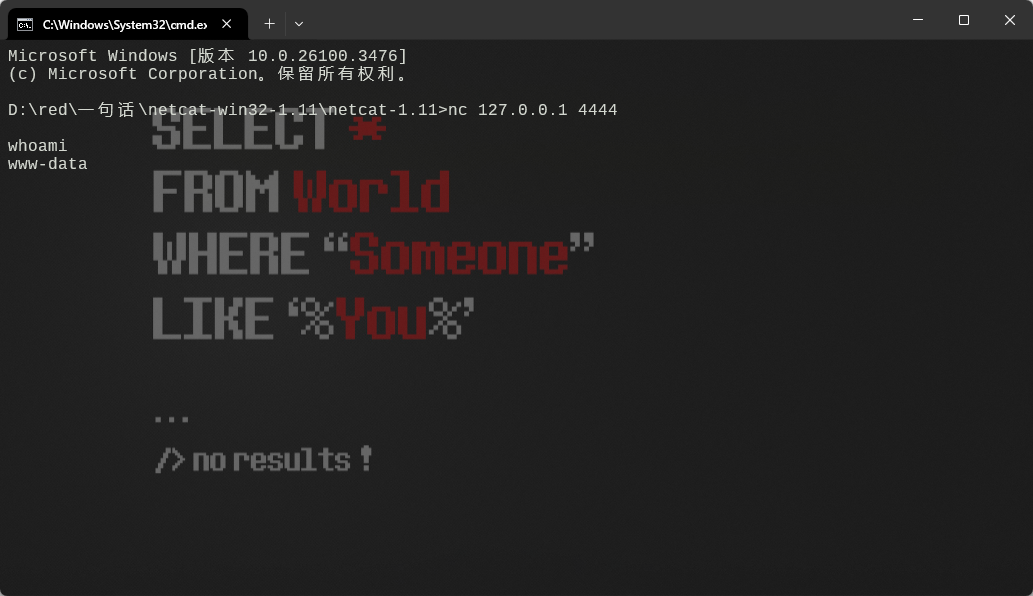 C:\Windows\System32\cmd.ex
Microsoft Windows [版本 10.0.26100.3476]
(c) Microsoft Corporation。保留所有权利。
D:\red\一句话\netcat-win32-1.11\netcat-1.11>nc 127.0.0.1 4444
SELECT *
whoami
www-data
FROM World
WHERE “Someone”
LIKE ‘%You%’
...
/> no results !